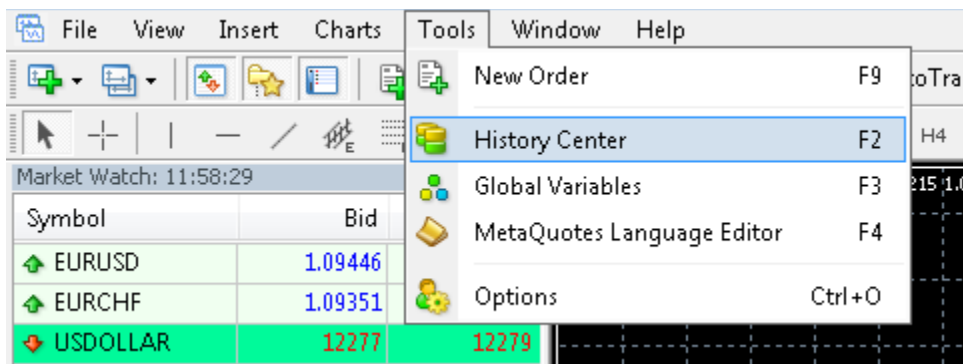 File View Insert Charts Tools Window Help
New Order F9
History Center F2
H4
Market Watch: 11:58:29
Global Variables F3
Symbol Bid
MetaQuotes Language Editor F4
EURUSD 1.09446
EURCHF 1.09351
Options Ctrl+O
USDOLLAR 12277 12279